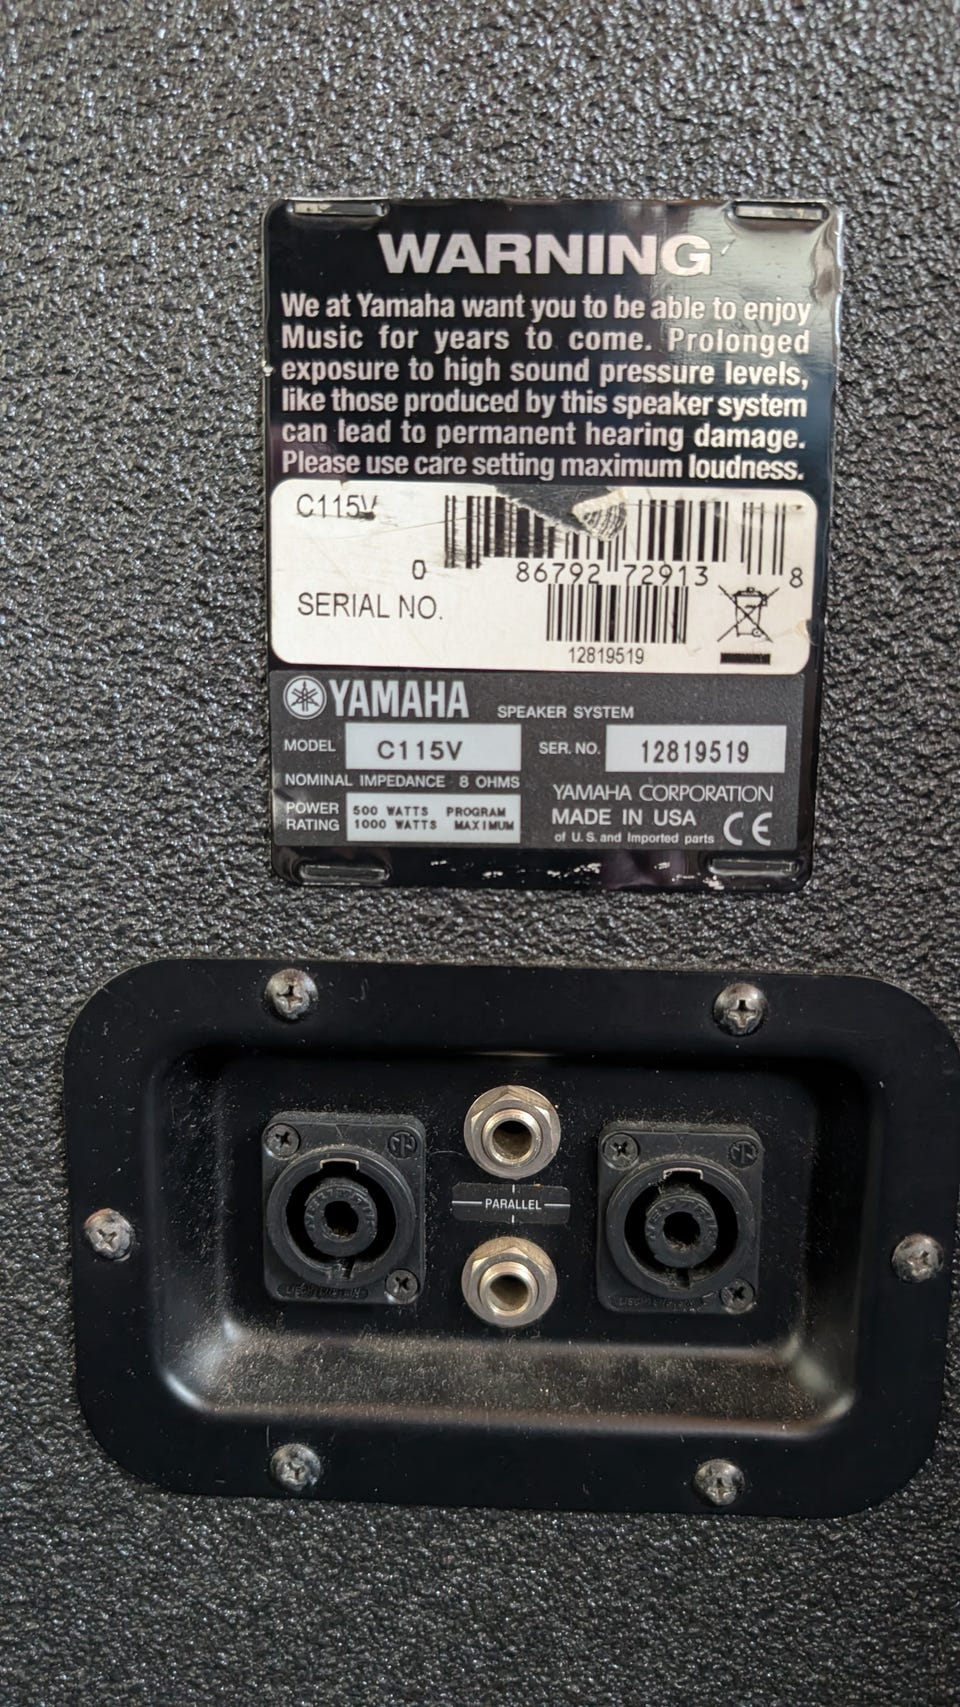 WARNING
We at Yamaha want you to be able to enjoy
Music for years to come. Prolonged
exposure to high sound pressure levels,
like those produced by this speaker system
can lead to permanent hearing damage.
Please use care setting maximum loudness.
C115V
0 86792 72913 8
SERIAL NO.
12819519
YAMAHA SPEAKER SYSTEM
MODEL C115V SER. NO. 12819519
NOMINAL IMPEDANCE 8 OHMS
POWER RATING 500 WATTS PROGRAM
1000 WATTS MAXIMUM
YAMAHA CORPORATION
MADE IN USA
of U.S. and Imported parts CE
PARALLEL